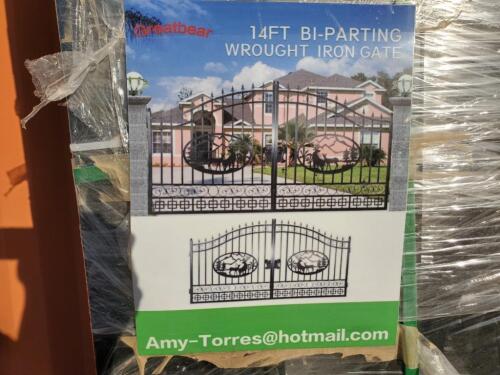 Greatbear
14FT BI-PARTING
WROUGHT IRON GATE
Amy-Torres@hotmail.com